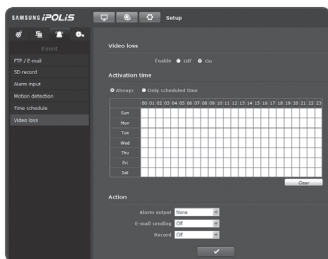 SAMSUNG iPOLiS
Setup
Event
FTP / E-mail
SD record
Alarm input
Motion detection
Time schedule
Video loss
Video loss
Enable Off On
Activation time
Always Only scheduled time
00 01 02 03 04 05 06 07 08 09 10 11 12 13 14 15 16 17 18 19 20 21 22 23
Sun
Mon
Tue
Wed
Thu
Fri
Sat
Clear
Action
Alarm output None
E-mail sending Off
Record Off